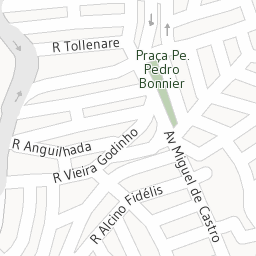 R Tollenare
Praça Pe.
Pedro
Bonnier
R Anguilhada
R Vieira Godinho
Av Miguel de Castro
R Alcino Fidélis